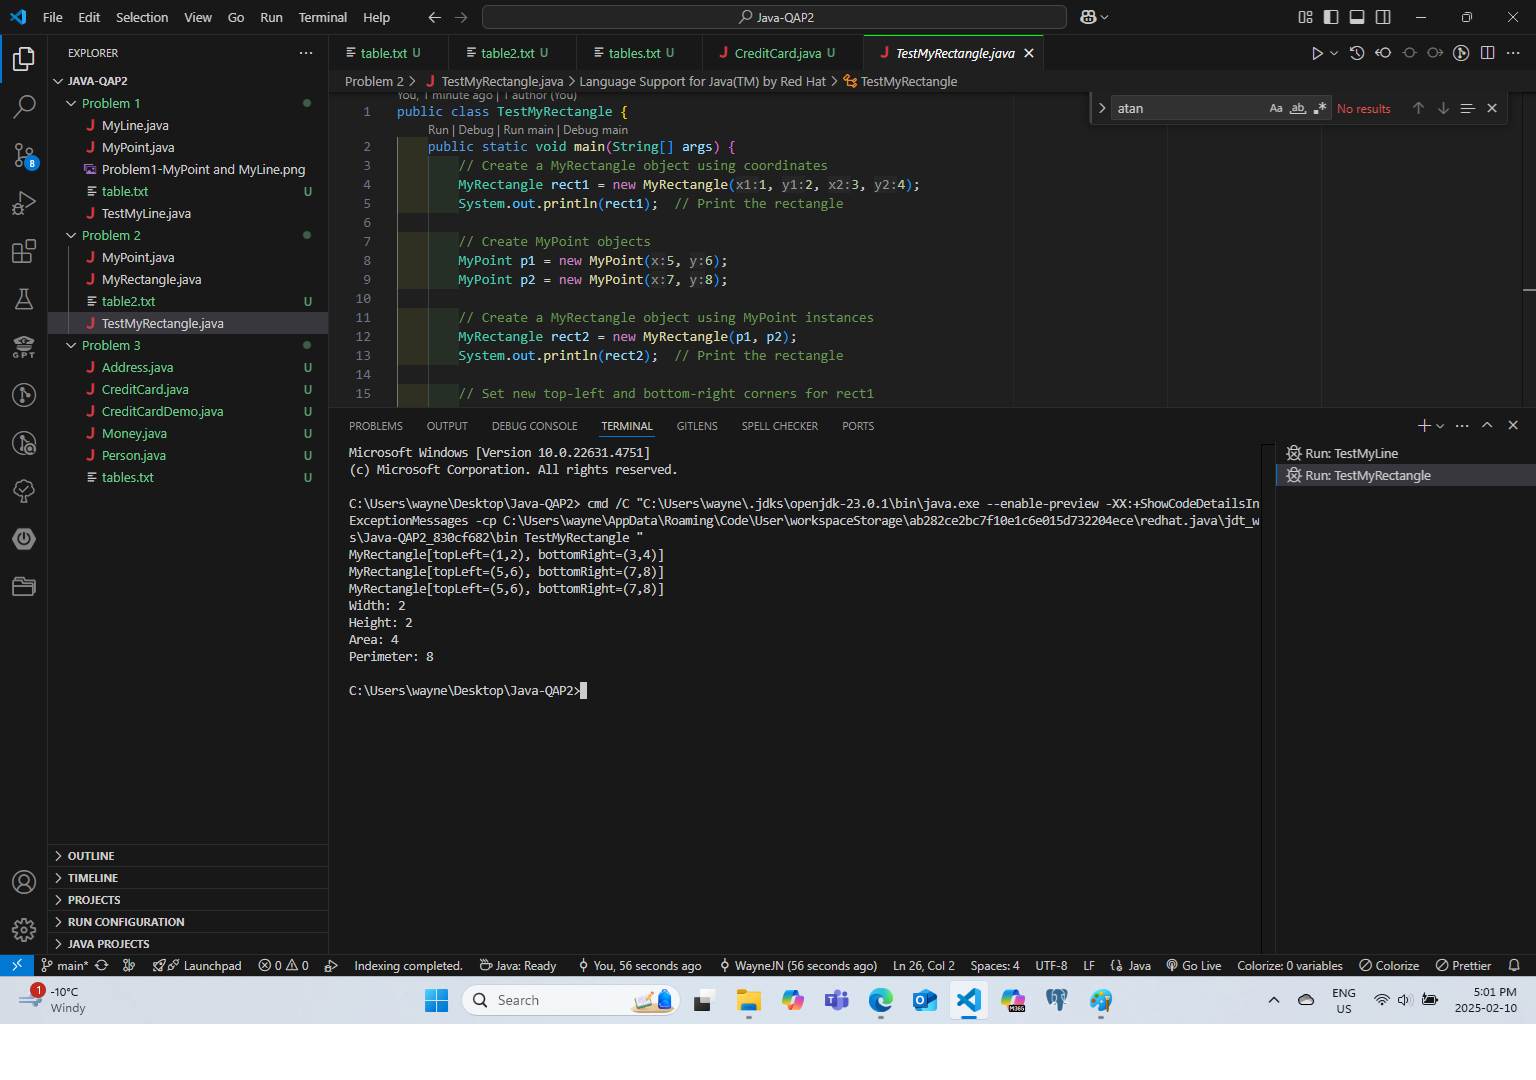 File Edit Selection View Go Run Terminal Help
Java-QAP2
EXPLORER
JAVA-QAP2
Problem 1
MyLine.java
MyPoint.java
Problem1-MyPoint and MyLine.png
table.txt U
TestMyLine.java
Problem 2
MyPoint.java
MyRectangle.java
table2.txt U
TestMyRectangle.java
Problem 3
Address.java U
CreditCard.java U
CreditCardDemo.java U
Money.java U
Person.java U
tables.txt U
OUTLINE
TIMELINE
PROJECTS
RUN CONFIGURATION
JAVA PROJECTS
8
GPT
table.txt U table2.txt U tables.txt U CreditCard.java U TestMyRectangle.java
Problem 2 > TestMyRectangle.java > Language Support for Java(TM) by Red Hat > TestMyRectangle
You, 1 minute ago | 1 author (You)
atan Aa ab No results
1 public class TestMyRectangle {
Run | Debug | Run main | Debug main
2 public static void main(String[] args) {
3 // Create a MyRectangle object using coordinates
4 MyRectangle rect1 = new MyRectangle(x1:1, y1:2, x2:3, y2:4);
5 System.out.println(rect1); // Print the rectangle
6
7 // Create MyPoint objects
8 MyPoint p1 = new MyPoint(x:5, y:6);
9 MyPoint p2 = new MyPoint(x:7, y:8);
10
11 // Create a MyRectangle object using MyPoint instances
12 MyRectangle rect2 = new MyRectangle(p1, p2);
13 System.out.println(rect2); // Print the rectangle
14
15 // Set new top-left and bottom-right corners for rect1
PROBLEMS OUTPUT DEBUG CONSOLE TERMINAL GITLENS SPELL CHECKER PORTS
Microsoft Windows [Version 10.0.22631.4751]
(c) Microsoft Corporation. All rights reserved.
C:\Users\wayne\Desktop\Java-QAP2> cmd /C "C:\Users\wayne\.jdks\openjdk-23.0.1\bin\java.exe --enable-preview -XX:+ShowCodeDetailsIn
ExceptionMessages -cp C:\Users\wayne\AppData\Roaming\Code\User\workspaceStorage\ab282ce2bc7f10e1c6e015d732204ece\redhat.java\jdt_w
s\Java-QAP2_830cf682\bin TestMyRectangle "
MyRectangle[topLeft=(1,2), bottomRight=(3,4)]
MyRectangle[topLeft=(5,6), bottomRight=(7,8)]
MyRectangle[topLeft=(5,6), bottomRight=(7,8)]
Width: 2
Height: 2
Area: 4
Perimeter: 8
C:\Users\wayne\Desktop\Java-QAP2>
Run: TestMyLine
Run: TestMyRectangle
main* Launchpad 0 0 Indexing completed. Java: Ready You, 56 seconds ago WayneJN (56 seconds ago) Ln 26, Col 2 Spaces: 4 UTF-8 LF Java Go Live Colorize: 0 variables Colorize Prettier
1
-10°C
Windy
Search
M365
ENG
US
5:01 PM
2025-02-10